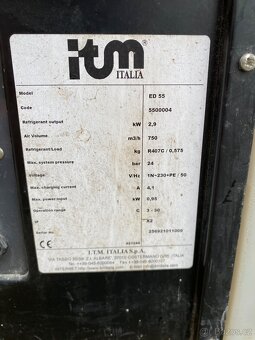 itm
ITALIA
Model ED 55
Code 5500004
Refrigerant output kW 2,9
Air Volume m3/h 750
Refrigerant/Load kg R407C / 0,575
Max. system pressur bar 24
Voltage V/Hz 1N~230+PE / 50
Max. charging current A 4,1
Max. power input kW 0,95
Operation range C 3 - 30
IP X2
I.T.M. ITALIA S.p.A.